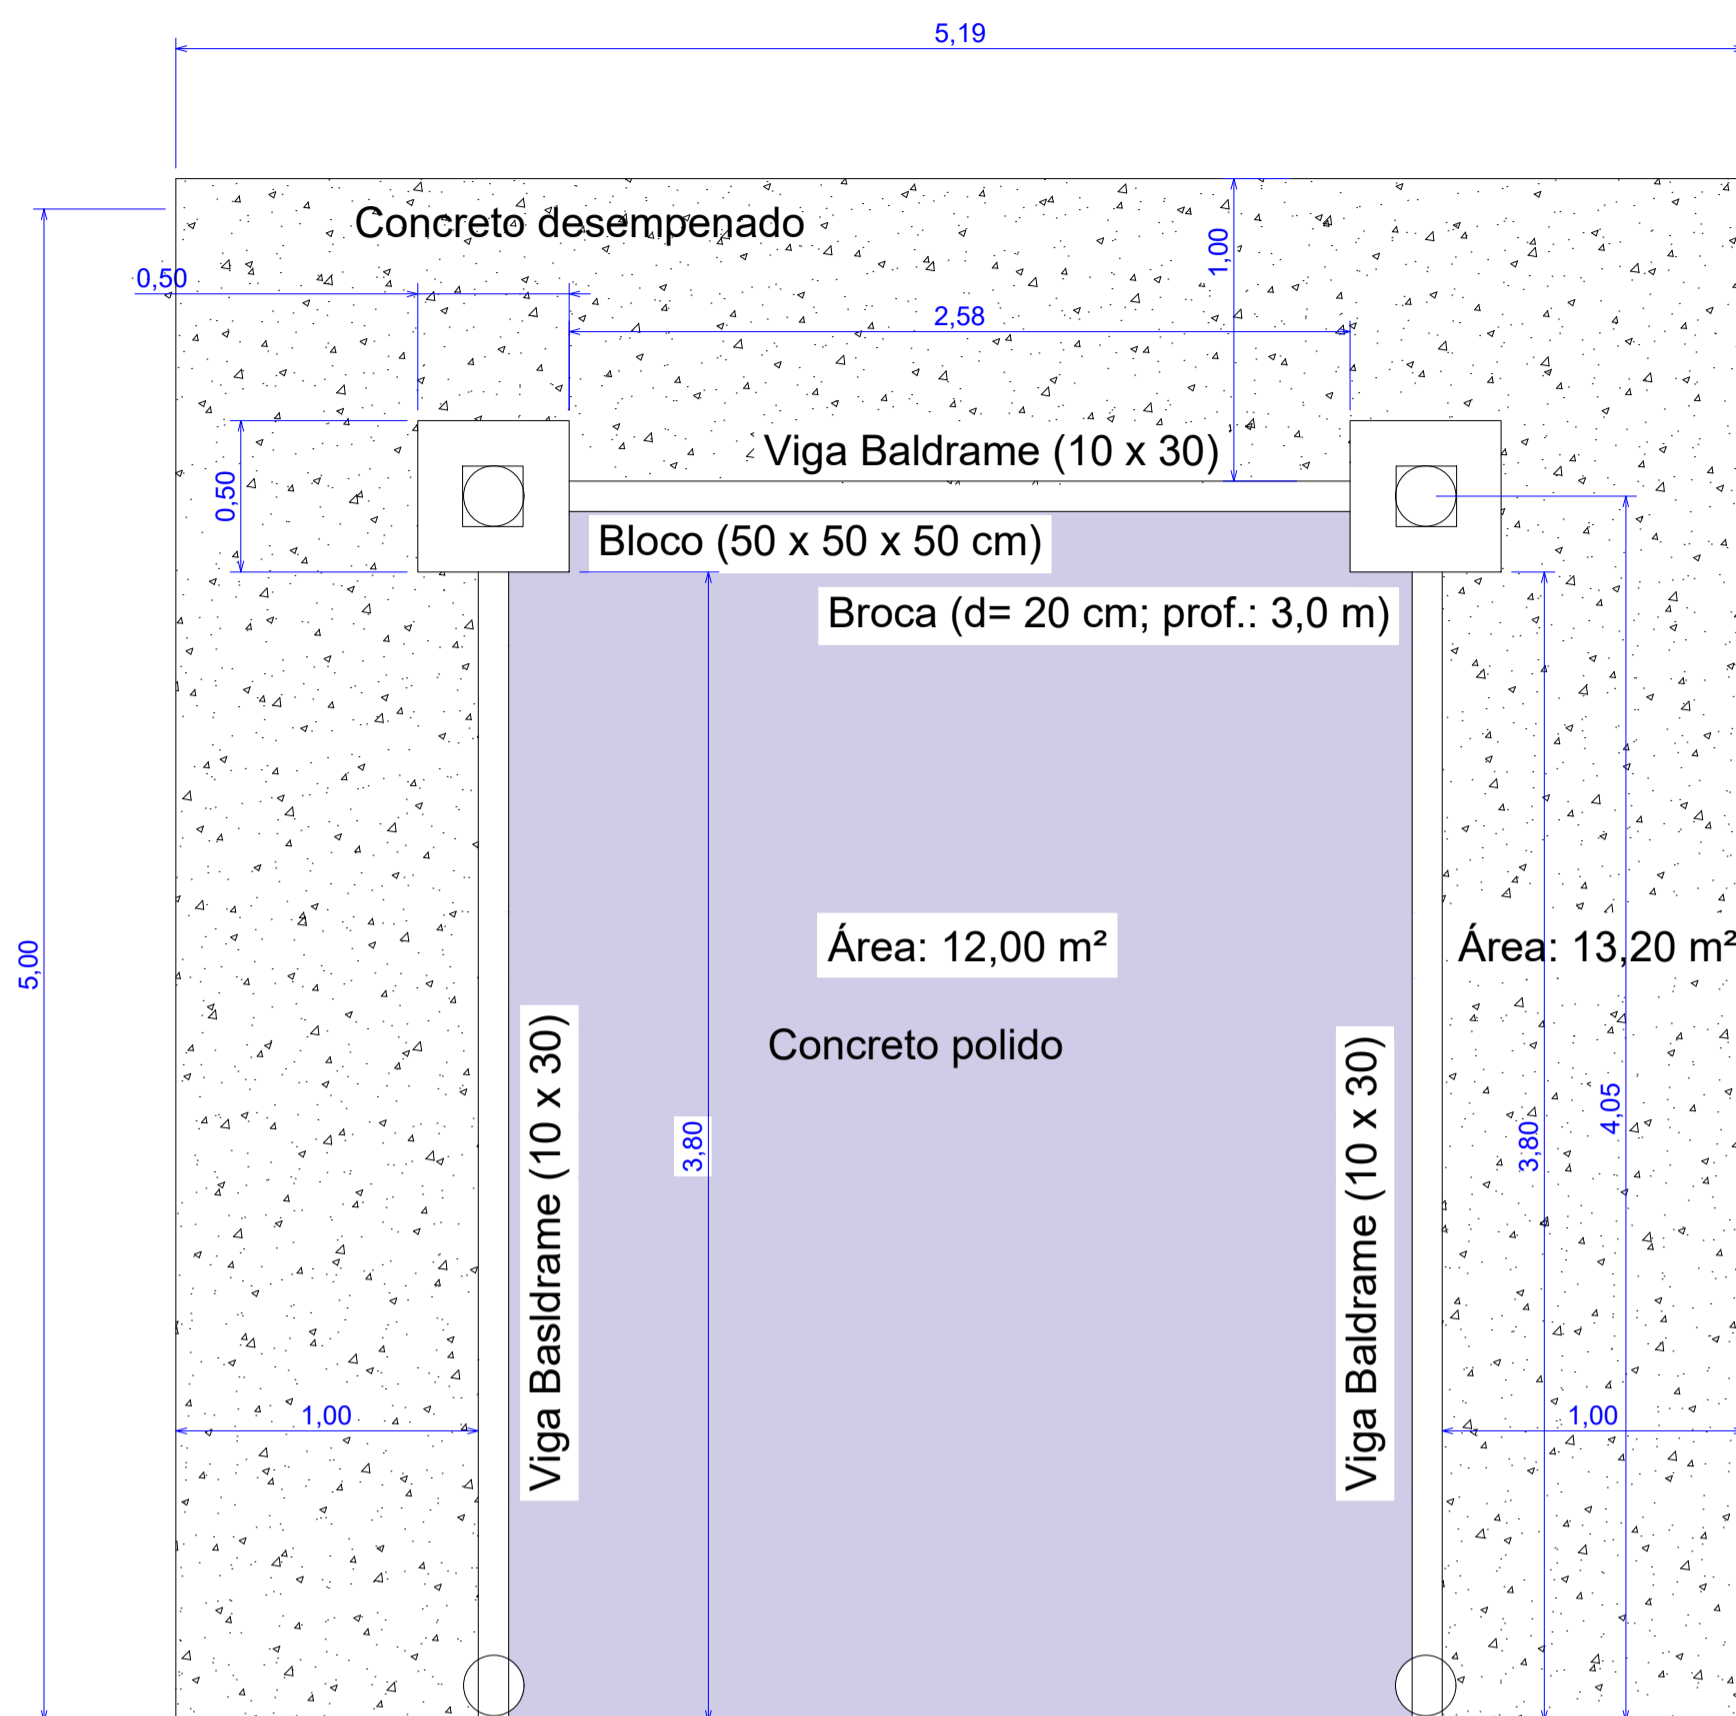 5,19
Concreto desempenado
1,00
0,50
2,58
0,50
Viga Baldrame (10 x 30)
Bloco (50 x 50 x 50 cm)
Broca (d= 20 cm; prof.: 3,0 m)
5,00
Área: 12,00 m²
Área: 13,20 m²
Concreto polido
Viga Basldrame (10 x 30)
3,80
Viga Baldrame (10 x 30)
3,80
4,05
1,00
1,00